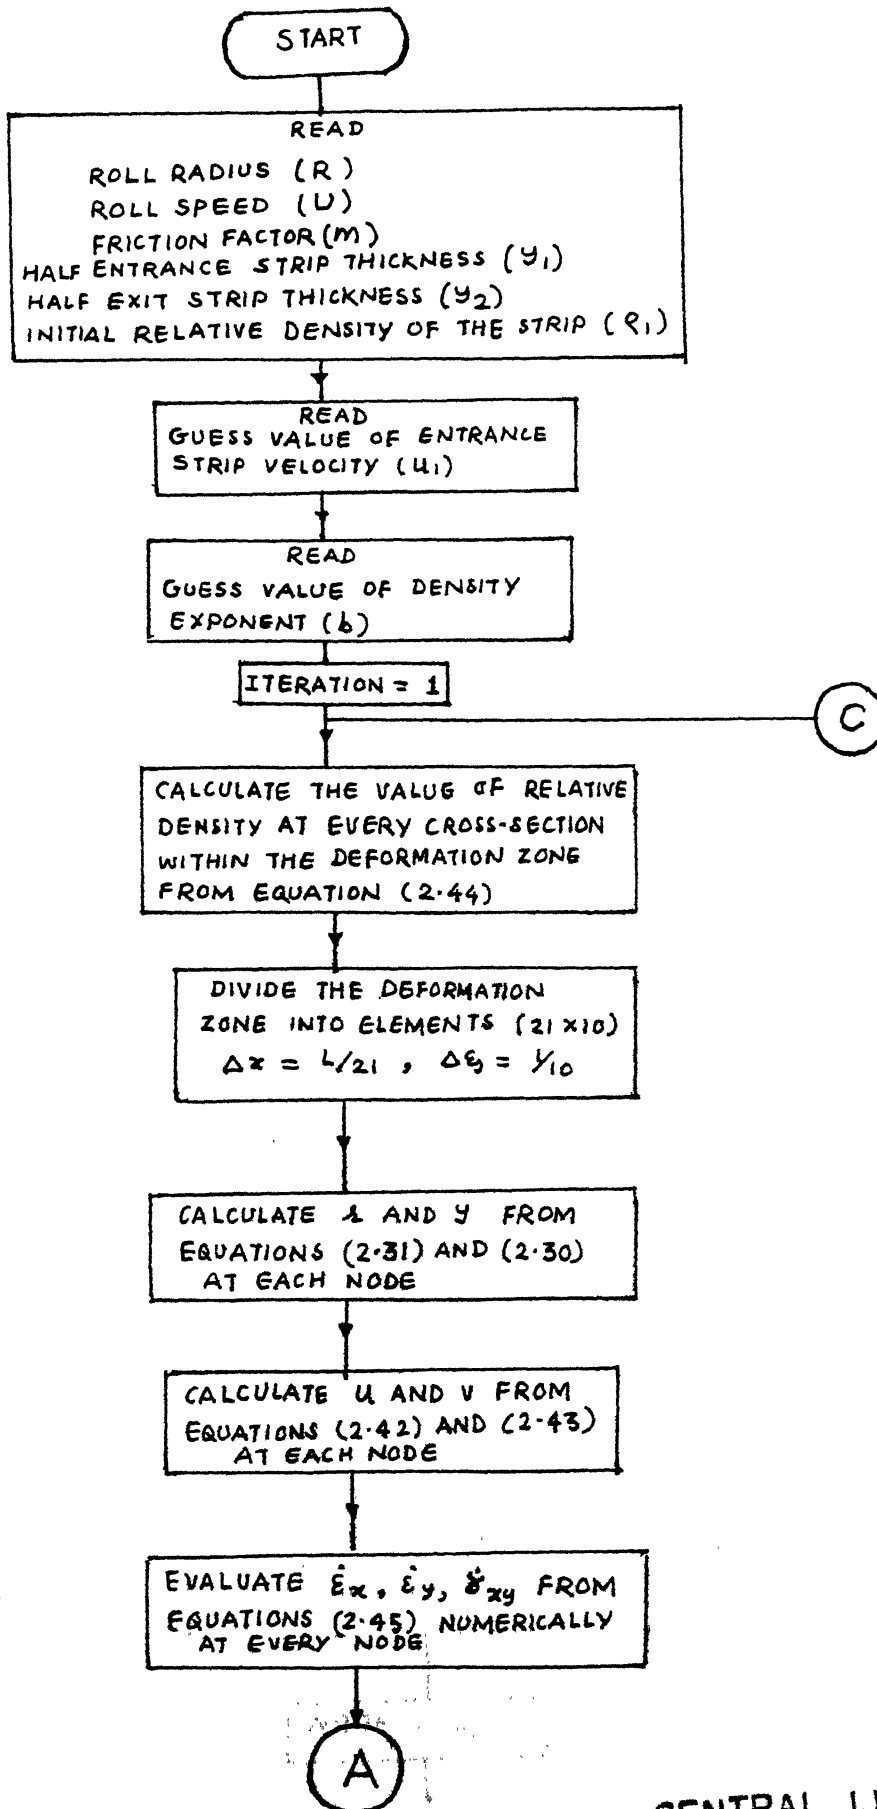 START
READ
ROLL RADIUS (R)
ROLL SPEED (U)
FRICTION FACTOR (m)
HALF ENTRANCE STRIP THICKNESS (y₁)
HALF EXIT STRIP THICKNESS (y₂)
INITIAL RELATIVE DENSITY OF THE STRIP (ρ₁)
READ
GUESS VALUE OF ENTRANCE
STRIP VELOCITY (u₁)
READ
GUESS VALUE OF DENSITY
EXPONENT (b)
ITERATION = 1
C
CALCULATE THE VALUE OF RELATIVE
DENSITY AT EVERY CROSS-SECTION
WITHIN THE DEFORMATION ZONE
FROM EQUATION (2.44)
DIVIDE THE DEFORMATION
ZONE INTO ELEMENTS (21×10)
Δx = L/21 , Δξ = 1/10
CALCULATE AND y FROM
EQUATIONS (2.31) AND (2.30)
AT EACH NODE
CALCULATE u AND v FROM
EQUATIONS (2.42) AND (2.43)
AT EACH NODE
EVALUATE ε̇x, ε̇y, γ̇xy FROM
EQUATIONS (2.45) NUMERICALLY
AT EVERY NODE
A
CENTRAL